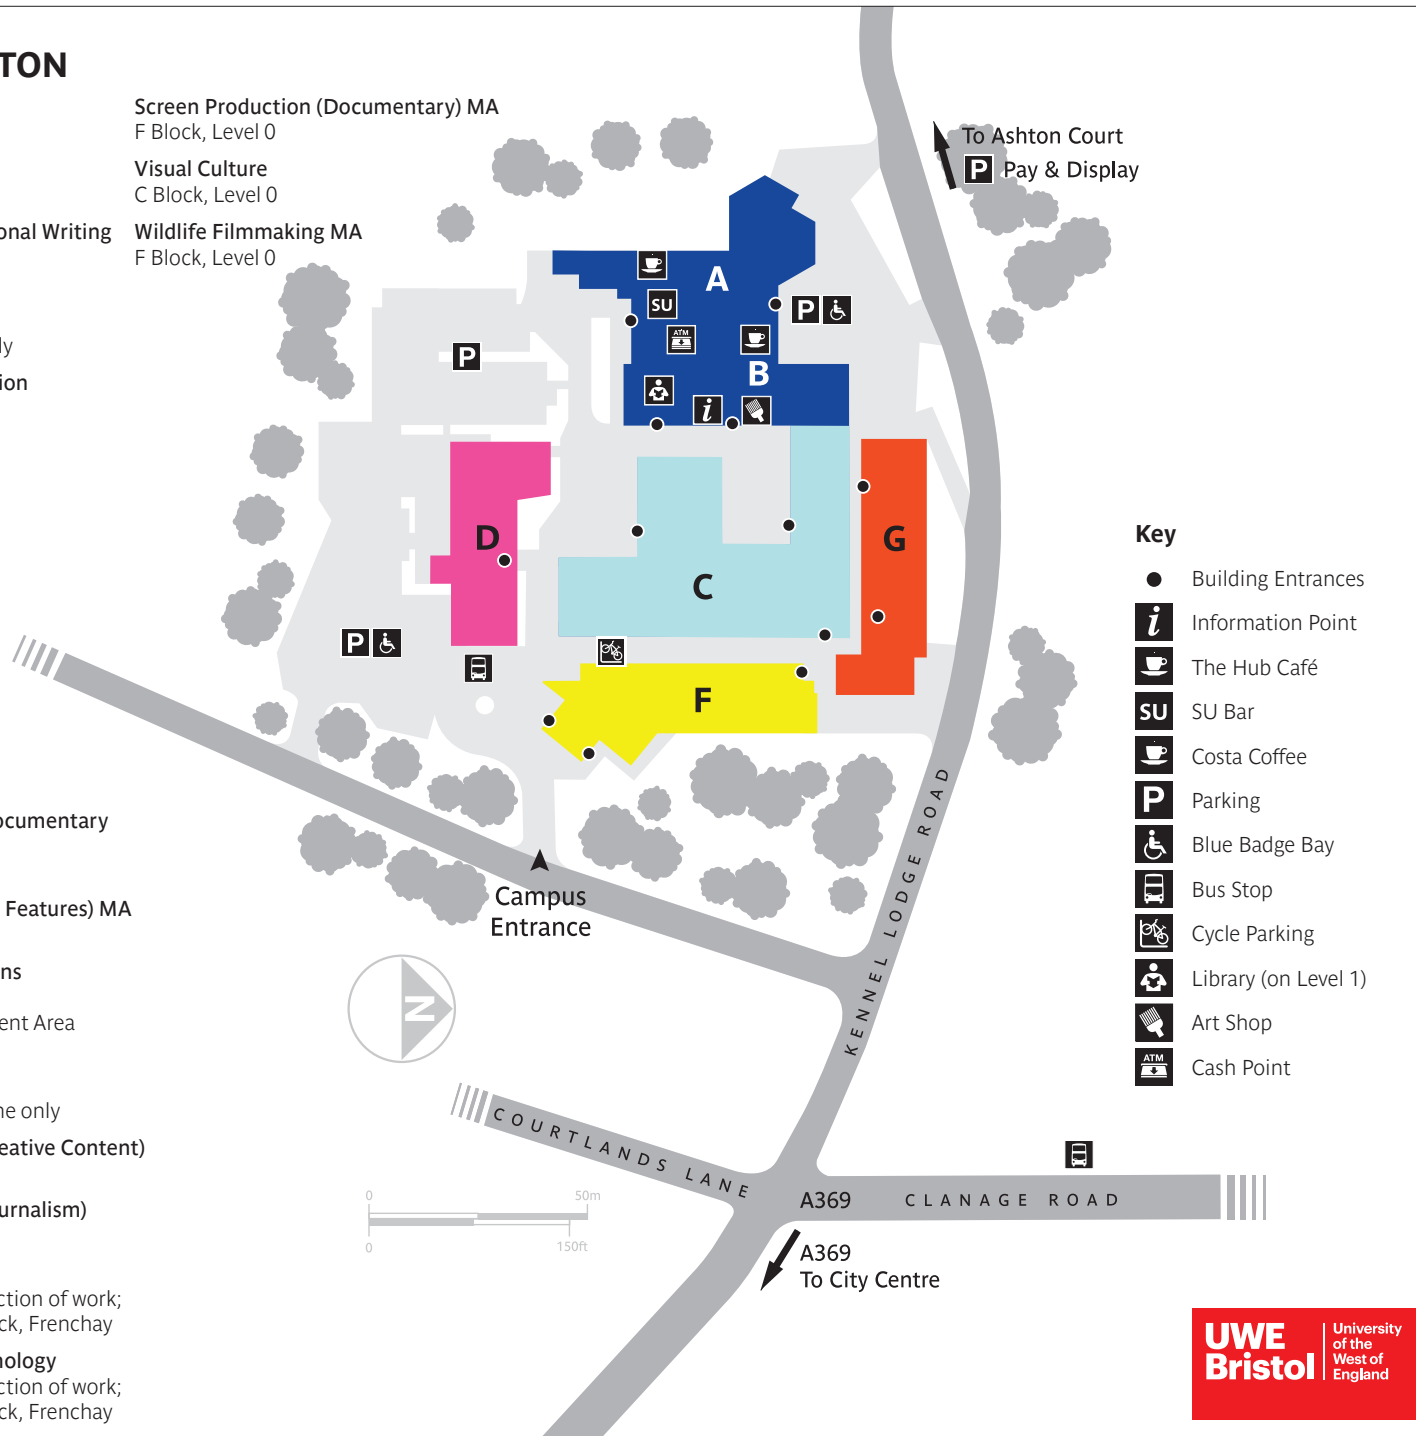 TON
Screen Production (Documentary) MA
F Block, Level 0
Visual Culture
C Block, Level 0
onal Writing
Wildlife Filmmaking MA
F Block, Level 0
ly
ion
ocumentary
Features) MA
ns
ent Area
ne only
eative Content)
urnalism)
ction of work;
ck, Frenchay
nology
ction of work;
ck, Frenchay
To Ashton Court
P Pay & Display
A
SU
ATM
P
P
B
i
D
C
G
P
F
Campus
Entrance
N
KENNEL LODGE ROAD
COURTLANDS LANE
A369 CLANAGE ROAD
A369
To City Centre
0 50m
0 150ft
Key
Building Entrances
i Information Point
The Hub Café
SU SU Bar
Costa Coffee
P Parking
Blue Badge Bay
Bus Stop
Cycle Parking
Library (on Level 1)
Art Shop
ATM Cash Point
UWE
Bristol
University
of the
West of
England